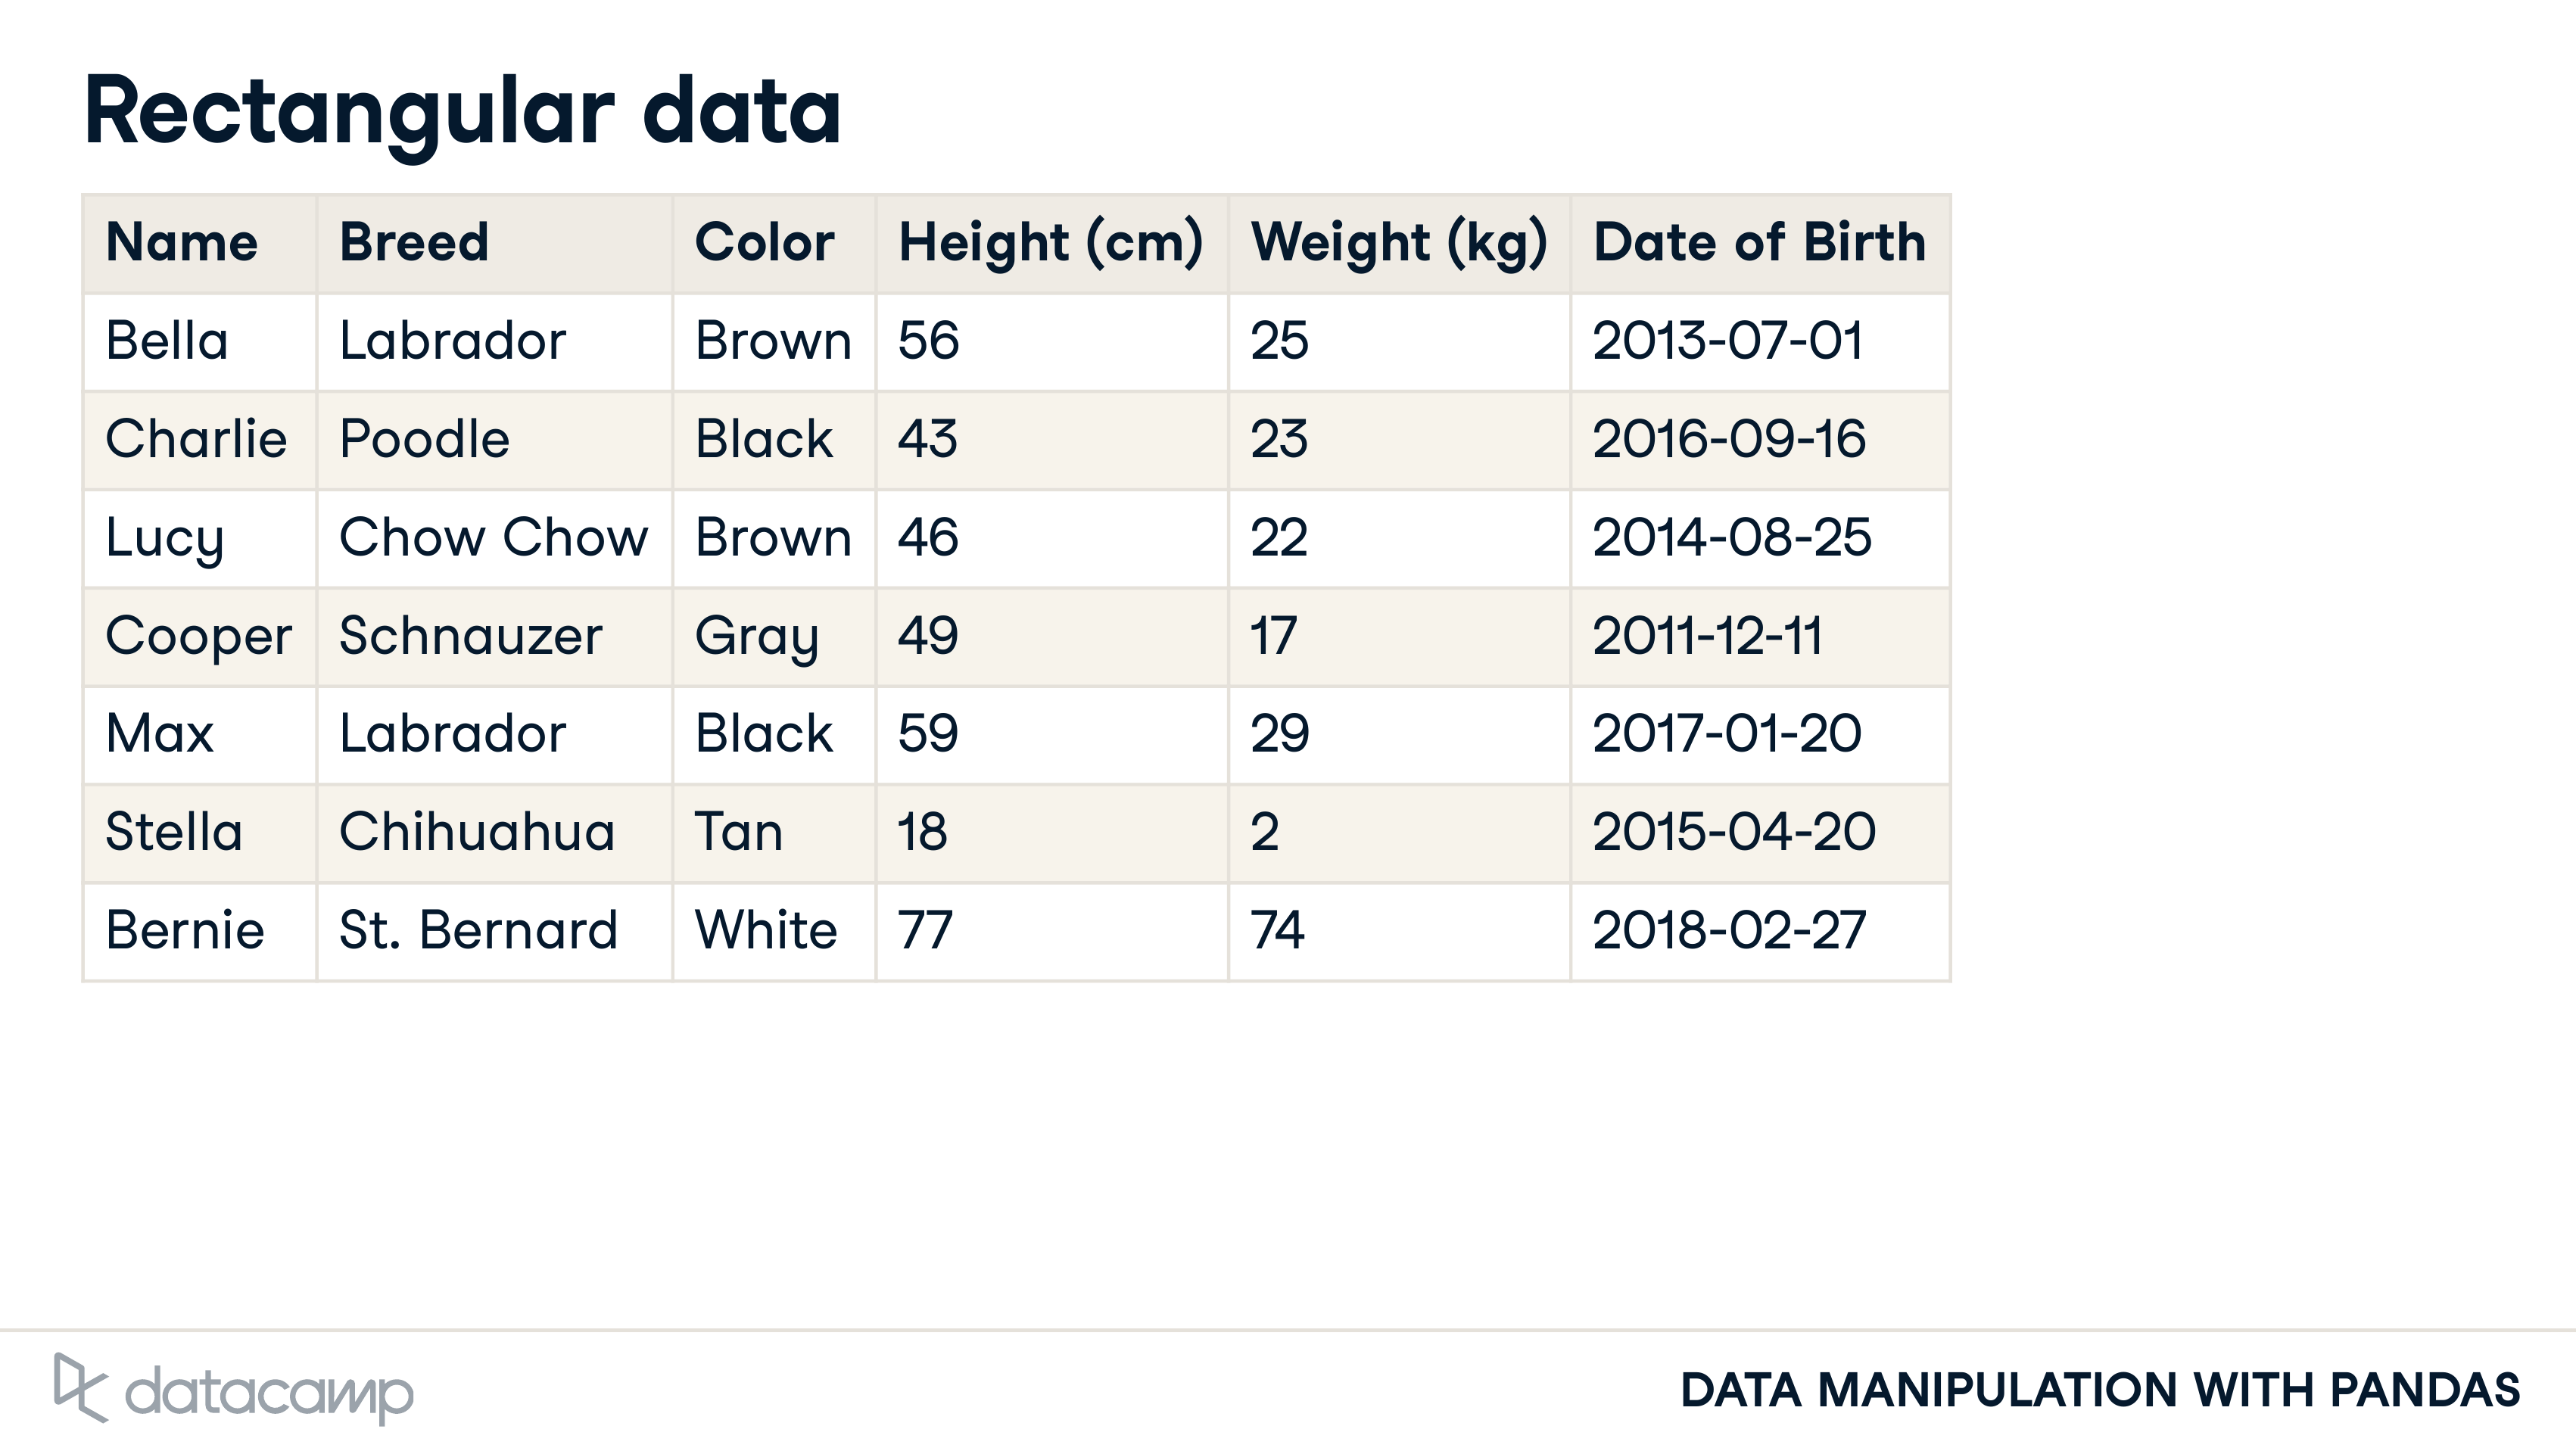 Rectangular data
Name Breed Color Height (cm) Weight (kg) Date of Birth
Bella Labrador Brown 56 25 2013-07-01
Charlie Poodle Black 43 23 2016-09-16
Lucy Chow Chow Brown 46 22 2014-08-25
Cooper Schnauzer Gray 49 17 2011-12-11
Max Labrador Black 59 29 2017-01-20
Stella Chihuahua Tan 18 2 2015-04-20
Bernie St. Bernard White 77 74 2018-02-27
datacamp
DATA MANIPULATION WITH PANDAS